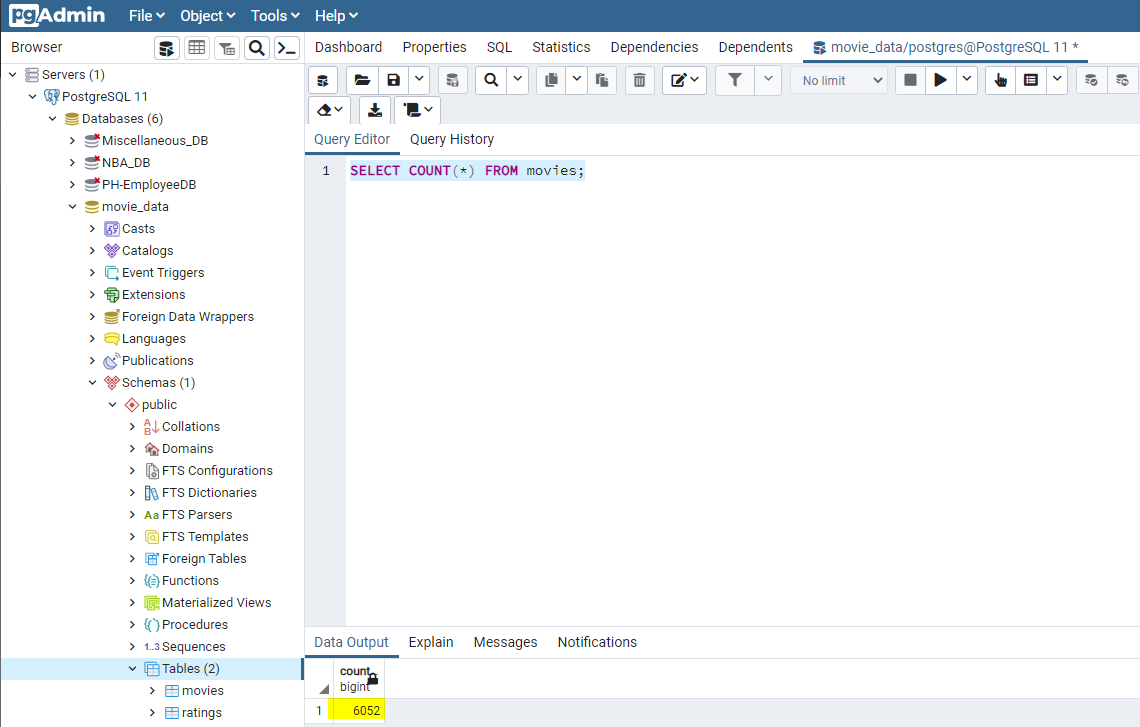 pgAdmin File Object Tools Help
Browser
Dashboard Properties SQL Statistics Dependencies Dependents movie_data/postgres@PostgreSQL 11 *
Servers (1)
PostgreSQL 11
Databases (6)
Miscellaneous_DB
NBA_DB
PH-EmployeeDB
movie_data
Casts
Catalogs
Event Triggers
Extensions
Foreign Data Wrappers
Languages
Publications
Schemas (1)
public
Collations
Domains
FTS Configurations
FTS Dictionaries
Aa FTS Parsers
FTS Templates
Foreign Tables
Functions
Materialized Views
Procedures
1..3 Sequences
Tables (2)
movies
ratings
No limit
Query Editor Query History
1 SELECT COUNT(*) FROM movies;
Data Output Explain Messages Notifications
count
bigint
1 6052